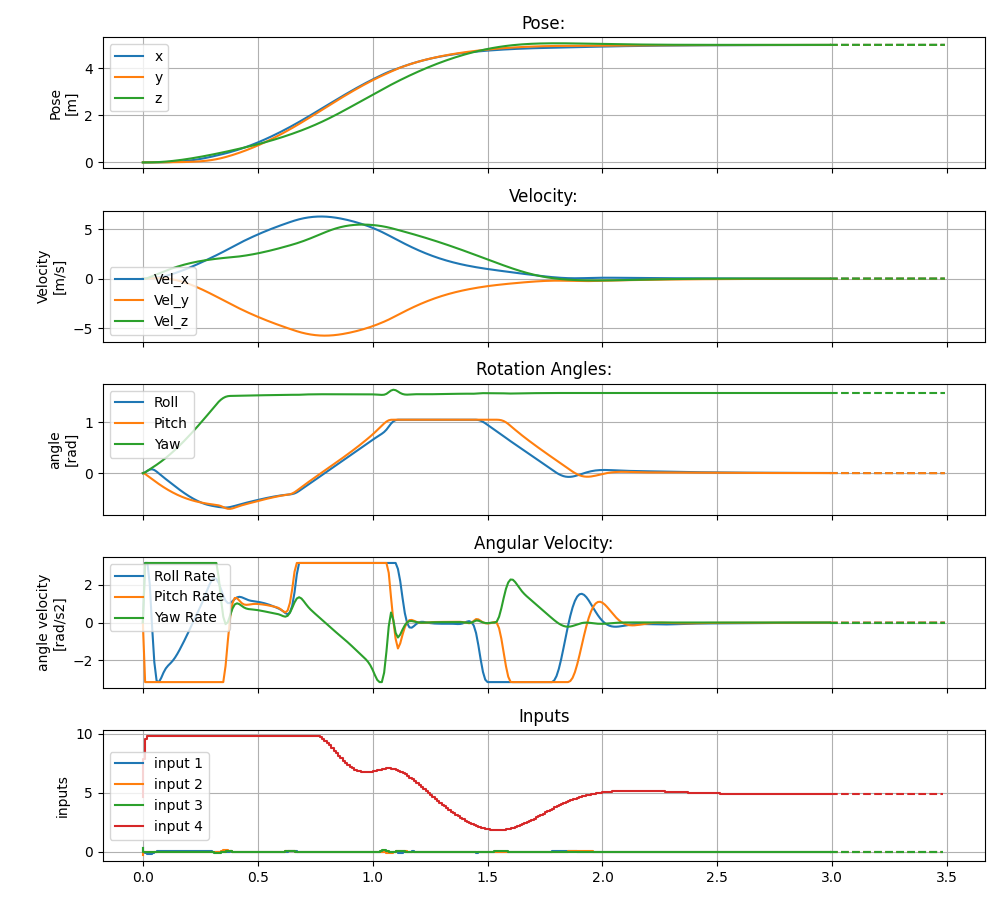 Pose:
Pose
[m]
4
2
0
x
y
z
Velocity:
Velocity
[m/s]
5
0
−5
Vel_x
Vel_y
Vel_z
Rotation Angles:
angle
[rad]
1
0
Roll
Pitch
Yaw
Angular Velocity:
angle velocity
[rad/s2]
2
0
−2
Roll Rate
Pitch Rate
Yaw Rate
Inputs
inputs
10
5
0
input 1
input 2
input 3
input 4
0.0 0.5 1.0 1.5 2.0 2.5 3.0 3.5